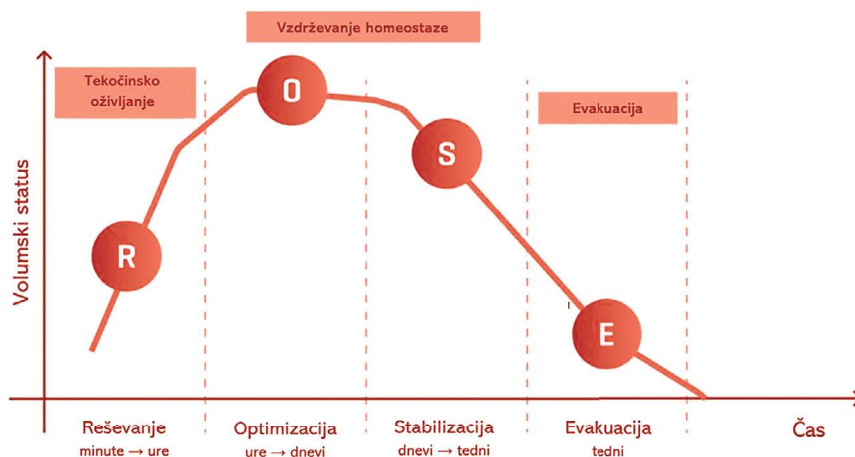 Vzdrževanje homeostaze
Tekočinsko
oživljanje
Evakuacija
O
S
R
E
Volumski status
Reševanje
minute → ure
Optimizacija
ure → dnevi
Stabilizacija
dnevi → tedni
Evakuacija
tedni
Čas